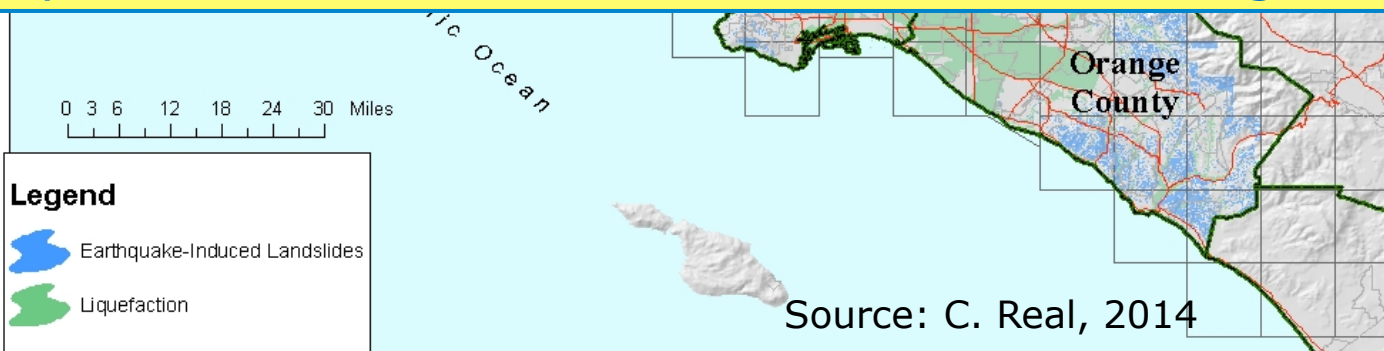 Ocean
Orange
County
0 3 6 12 18 24 30 Miles
Legend
Earthquake-Induced Landslides
Liquefaction
Source: C. Real, 2014